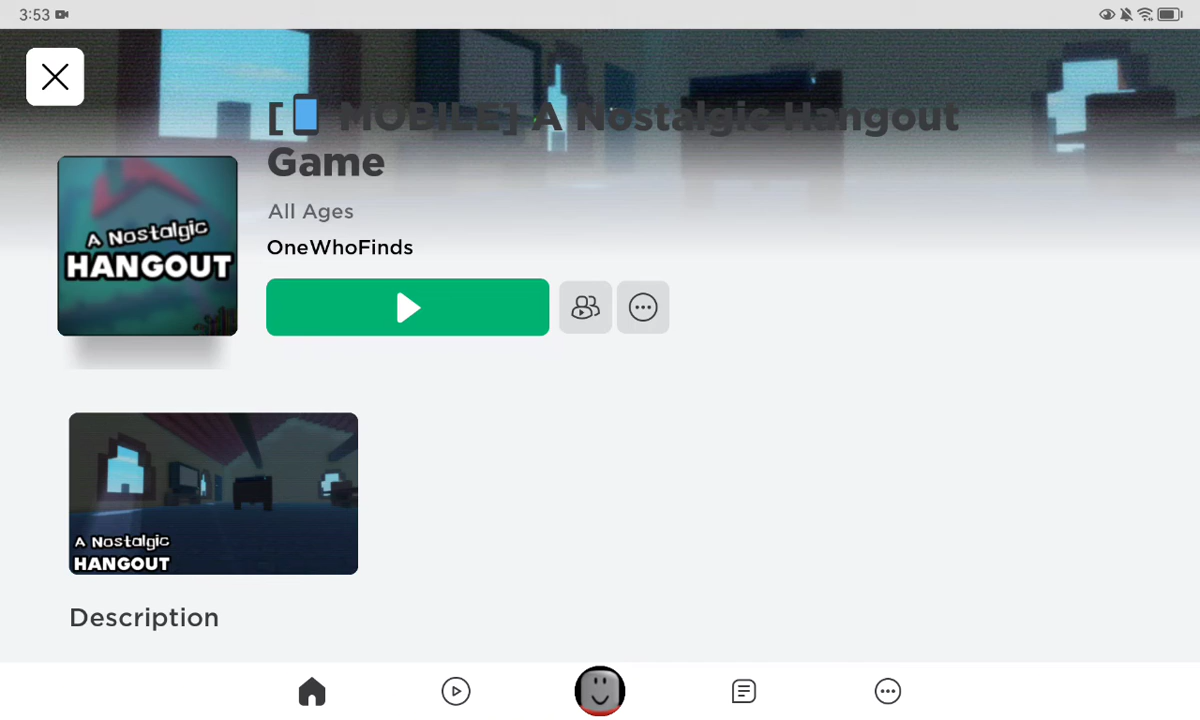 3:53
[📱 MOBILE] A Nostalgic Hangout
Game
All Ages
OneWhoFinds
A Nostalgic
HANGOUT
A Nostalgic
HANGOUT
Description